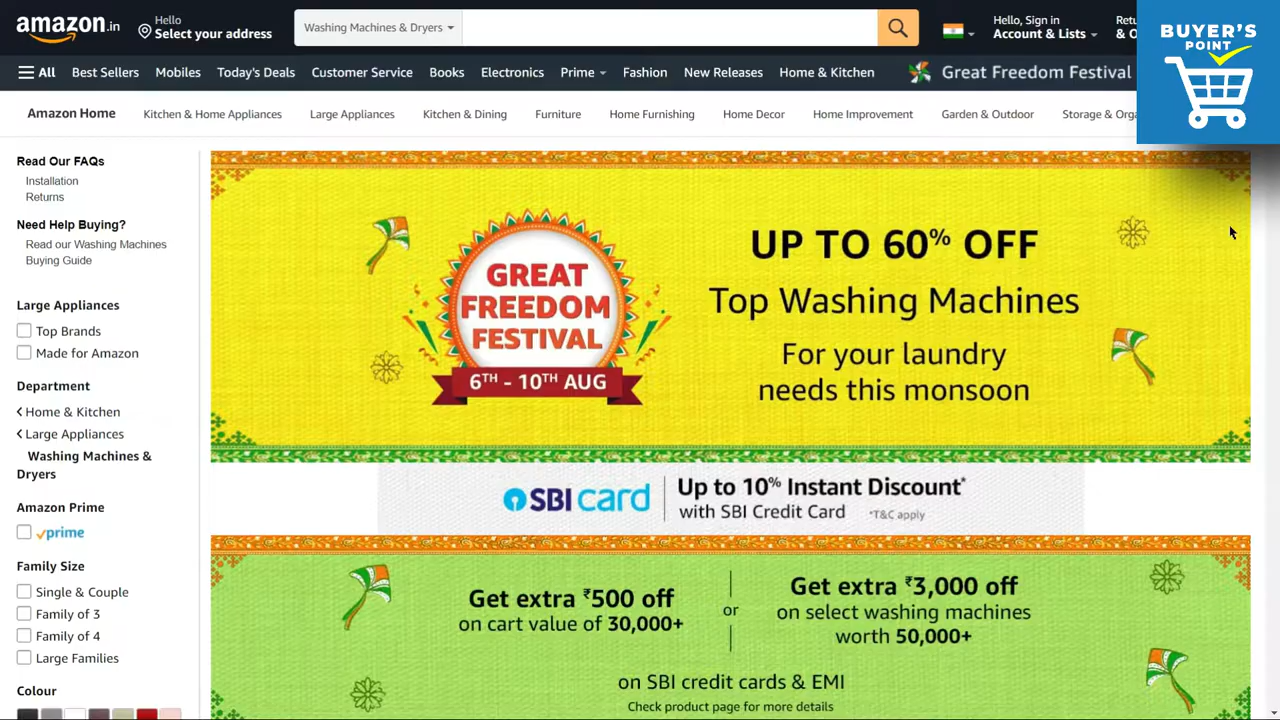 amazon.in
Hello
Select your address
Washing Machines & Dryers
Hello, Sign in
Account & Lists
Retu
& O
BUYER'S
POINT
All
Best Sellers
Mobiles
Today's Deals
Customer Service
Books
Electronics
Prime
Fashion
New Releases
Home & Kitchen
Great Freedom Festival
Amazon Home
Kitchen & Home Appliances
Large Appliances
Kitchen & Dining
Furniture
Home Furnishing
Home Decor
Home Improvement
Garden & Outdoor
Storage & Orga
Read Our FAQs
Installation
Returns
Need Help Buying?
Read our Washing Machines
Buying Guide
Large Appliances
Top Brands
Made for Amazon
Department
Home & Kitchen
Large Appliances
Washing Machines &
Dryers
Amazon Prime
prime
Family Size
Single & Couple
Family of 3
Family of 4
Large Families
Colour
GREAT
FREEDOM
FESTIVAL
6TH - 10TH AUG
UP TO 60% OFF
Top Washing Machines
For your laundry
needs this monsoon
SBI card
Up to 10% Instant Discount*
with SBI Credit Card *T&C apply
Get extra ₹500 off
on cart value of 30,000+
or
Get extra ₹3,000 off
on select washing machines
worth 50,000+
on SBI credit cards & EMI
Check product page for more details